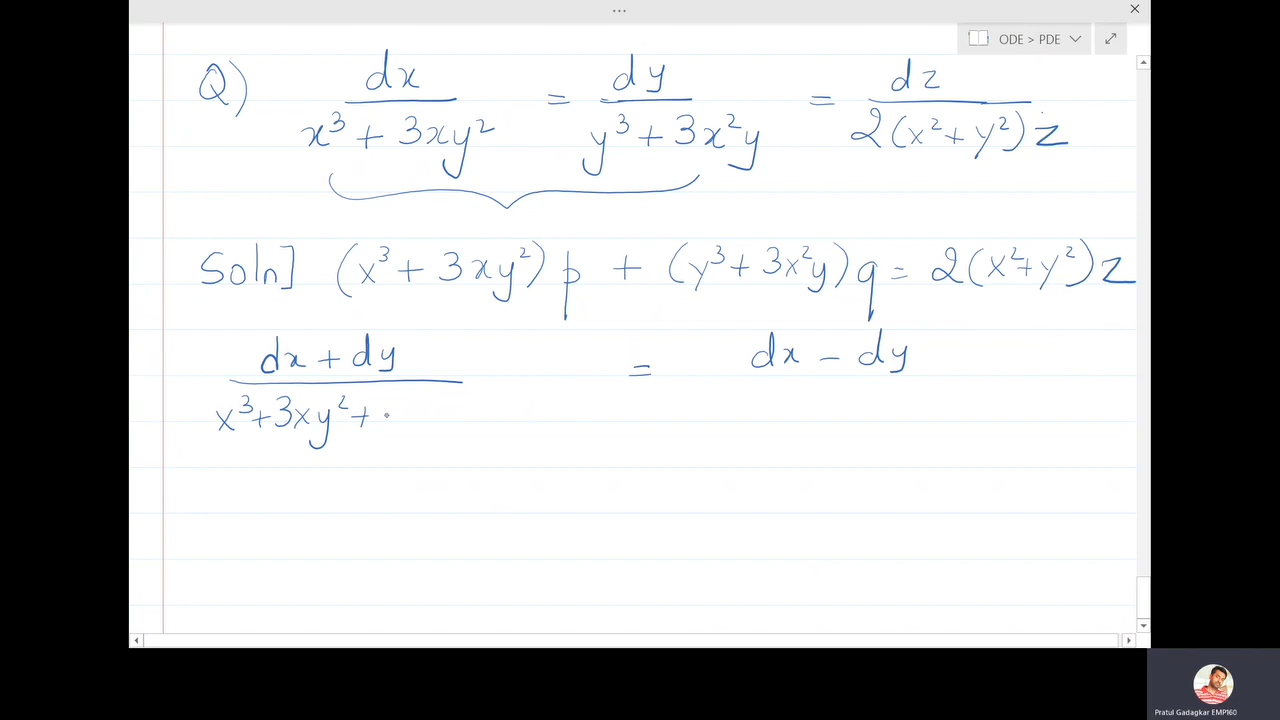 ODE > PDE
Q) dx / (x³ + 3xy²) = dy / (y³ + 3x²y) = dz / (2(x² + y²)z)
Soln] (x³ + 3xy²)p + (y³ + 3x²y)q = 2(x² + y²)z
dx + dy = dx - dy
x³ + 3xy² +
Pratul Gadagkar EMP160